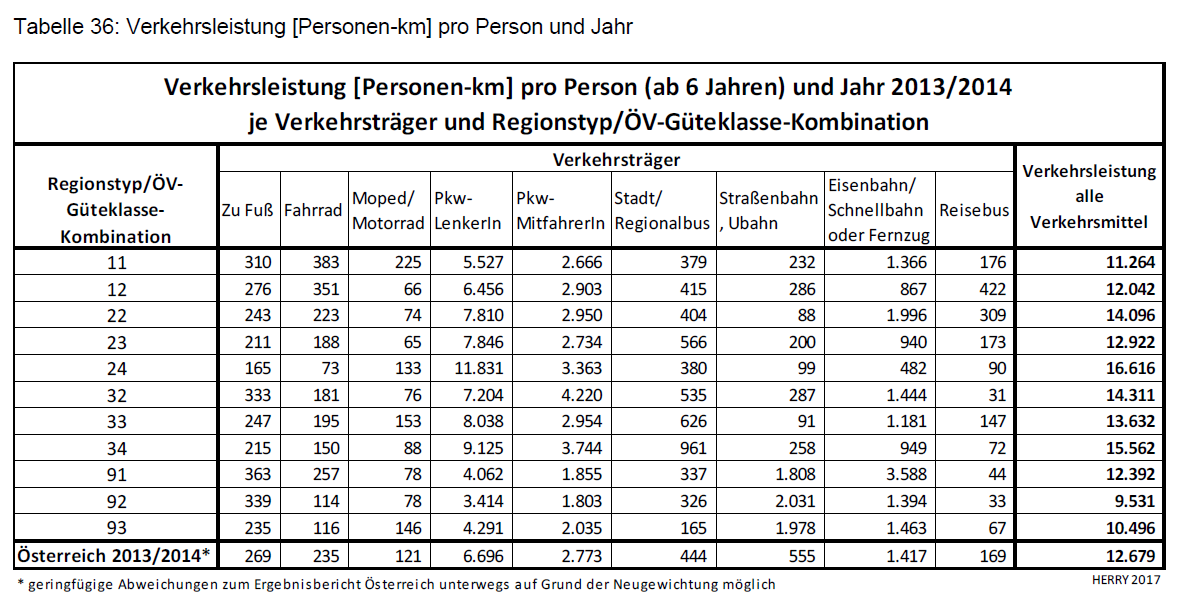 Tabelle 36: Verkehrsleistung [Personen-km] pro Person und Jahr
Verkehrsleistung [Personen-km] pro Person (ab 6 Jahren) und Jahr 2013/2014
je Verkehrsträger und Regionstyp/ÖV-Güteklasse-Kombination
Regionstyp/ÖV-
Güteklasse-
Kombination
Verkehrsträger
Zu Fuß
Fahrrad
Moped/
Motorrad
Pkw-
LenkerIn
Pkw-
MitfahrerIn
Stadt/
Regionalbus
Straßenbahn
, Ubahn
Eisenbahn/
Schnellbahn
oder Fernzug
Reisebus
Verkehrsleistung
alle
Verkehrsmittel
11 310 383 225 5.527 2.666 379 232 1.366 176 11.264
12 276 351 66 6.456 2.903 415 286 867 422 12.042
22 243 223 74 7.810 2.950 404 88 1.996 309 14.096
23 211 188 65 7.846 2.734 566 200 940 173 12.922
24 165 73 133 11.831 3.363 380 99 482 90 16.616
32 333 181 76 7.204 4.220 535 287 1.444 31 14.311
33 247 195 153 8.038 2.954 626 91 1.181 147 13.632
34 215 150 88 9.125 3.744 961 258 949 72 15.562
91 363 257 78 4.062 1.855 337 1.808 3.588 44 12.392
92 339 114 78 3.414 1.803 326 2.031 1.394 33 9.531
93 235 116 146 4.291 2.035 165 1.978 1.463 67 10.496
Österreich 2013/2014* 269 235 121 6.696 2.773 444 555 1.417 169 12.679
* geringfügige Abweichungen zum Ergebnisbericht Österreich unterwegs auf Grund der Neugewichtung möglich
HERRY 2017